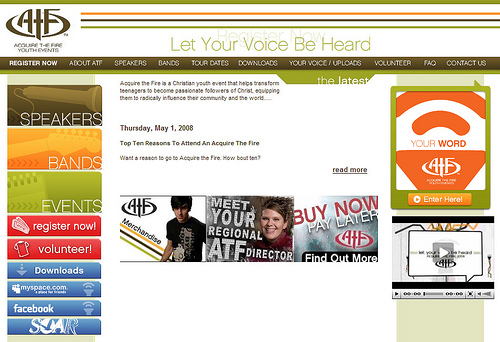 ATF
ACQUIRE THE FIRE
YOUTH EVENTS
Register Now
Let Your Voice Be Heard
REGISTER NOW ABOUT ATF SPEAKERS BANDS TOUR DATES DOWNLOADS YOUR VOICE / UPLOADS VOLUNTEER FAQ CONTACT US
the latest
Acquire the Fire is a Christian youth event that helps transform
teenagers to become passionate followers of Christ, equipping
them to radically influence their community and the world.....
Thursday, May 1, 2008
Top Ten Reasons To Attend An Acquire The Fire
Want a reason to go to Acquire the Fire. How bout ten?
read more
SPEAKERS
BANDS
EVENTS
register now!
volunteer!
Downloads
myspace.com
a place for friends
facebook
SOAR
ATF
Merchandise
MEET
YOUR
REGIONAL
ATF DIRECTOR
BUY NOW
PAY LATER
ATF
Find Out More
YOUR WORD
ATF
ACQUIRE THE FIRE
YOUTH EVENTS
Enter Here!